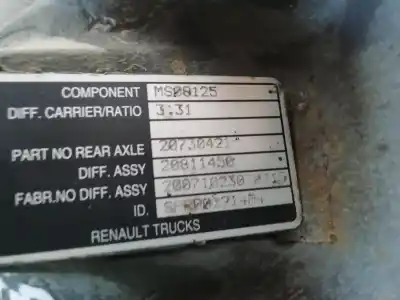 COMPONENT MS08125
DIFF. CARRIER/RATIO 3.31
PART NO REAR AXLE
DIFF. ASSY 20811450
FABR.NO DIFF. ASSY
ID.
RENAULT TRUCKS